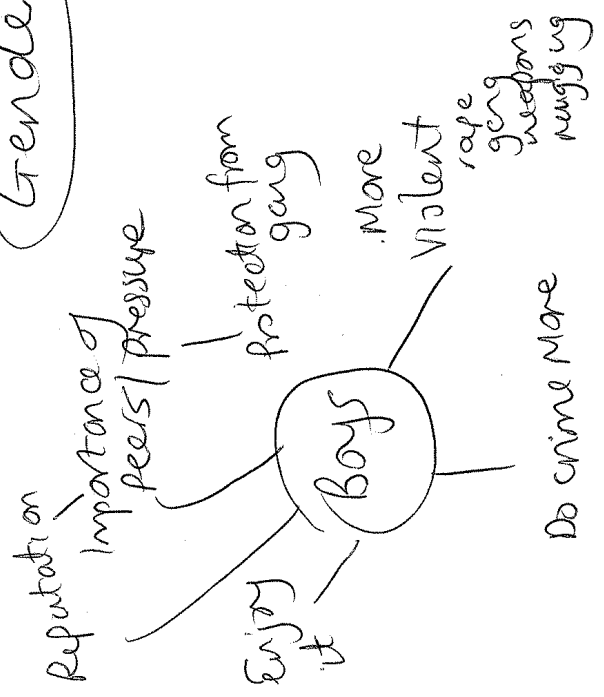 Gende
Reputation
Importance of
peers/pressure
Protection from
gang
Enjoy
it
Boys
More
Violent
rape
gang
weapons
mugging
Do crime More